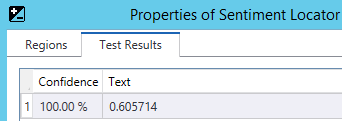 Properties of Sentiment Locator
Regions Test Results
Confidence Text
1 100.00 % 0.605714